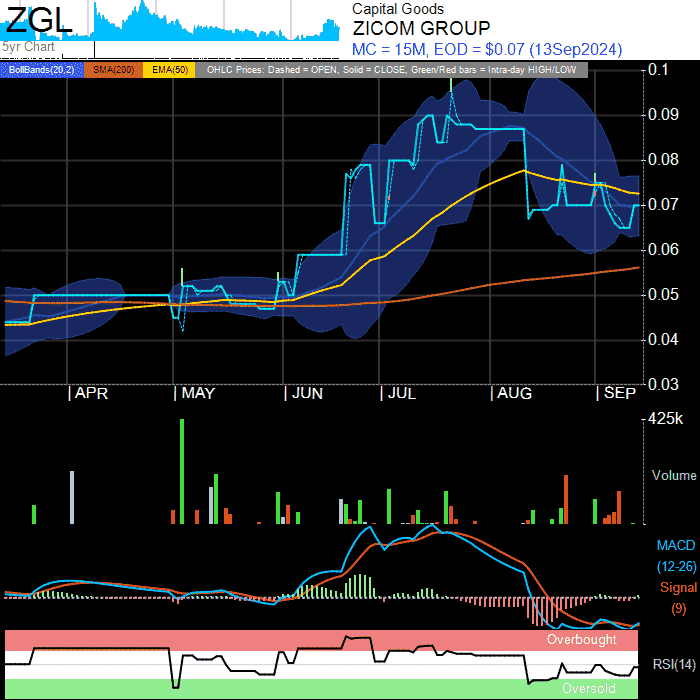 ZGL
5yr Chart
Capital Goods
ZICOM GROUP
MC = 15M, EOD = $0.07 (13Sep2024)
BollBands(20,2) SMA(200) EMA(50) OHLC Prices: Dashed = OPEN, Solid = CLOSE, Green/Red bars = Intra-day HIGH/LOW
0.1
0.09
0.08
0.07
0.06
0.05
0.04
0.03
APR MAY JUN JUL AUG SEP
425k
Volume
MACD
(12-26)
Signal
(9)
Overbought
RSI(14)
Oversold